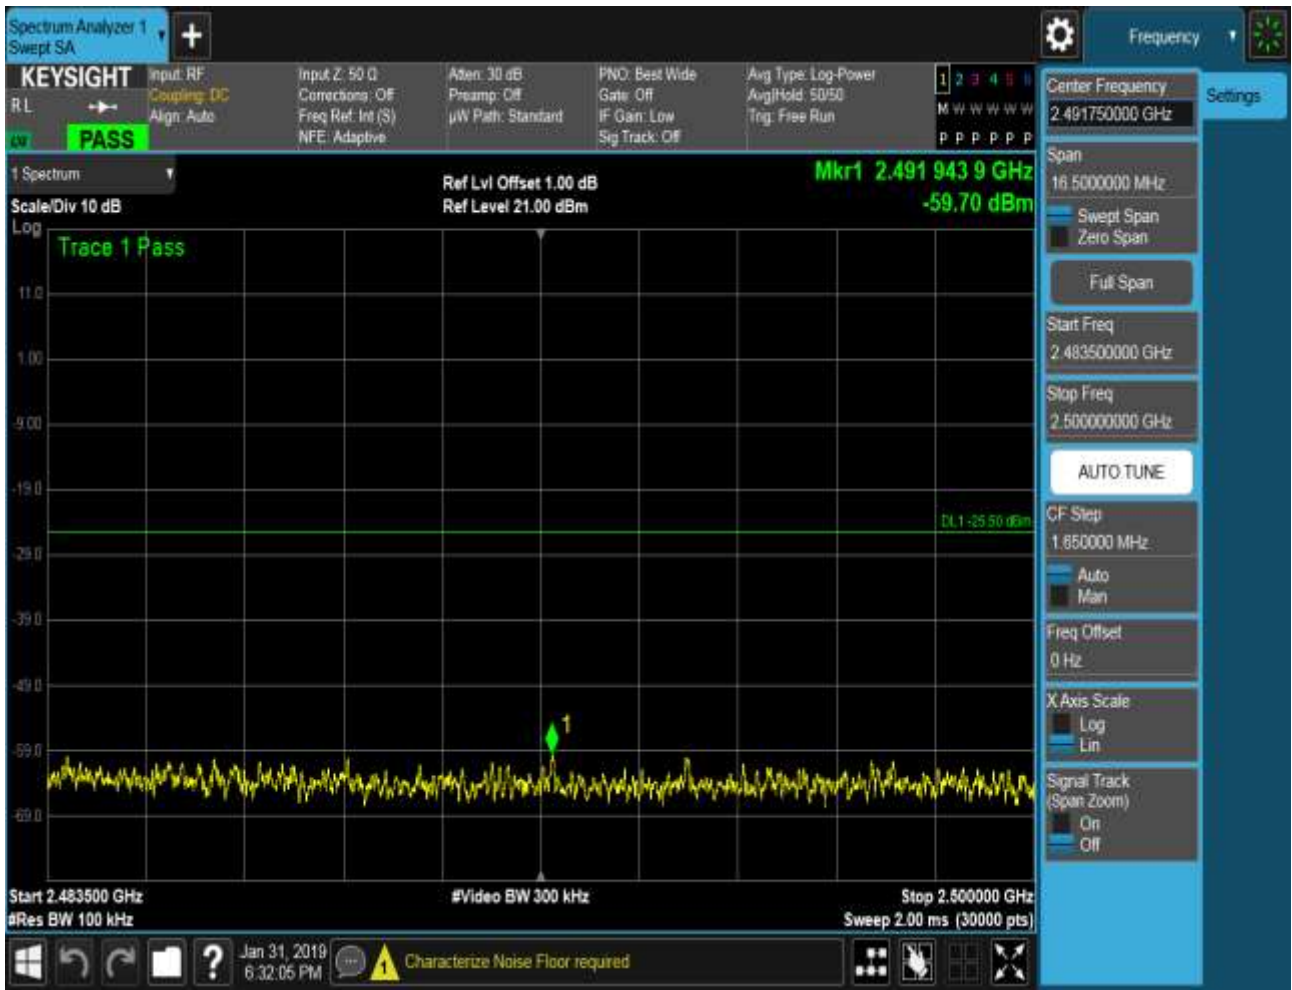 Spectrum Analyzer 1
Swept SA
Frequency
KEYSIGHT
Input: RF
Coupling: DC
Align: Auto
Input Z: 50 Ω
Corrections: Off
Freq Ref: Int (S)
NFE: Adaptive
Atten: 30 dB
Preamp: Off
µW Path: Standard
PNO: Best Wide
Gate: Off
IF Gain: Low
Sig Track: Off
Avg Type: Log-Power
Avg|Hold: 50/50
Trig: Free Run
1 2 3 4 5 6
M W W W W W
P P P P P P
R L
PASS
1 Spectrum
Scale/Div 10 dB
Ref Lvl Offset 1.00 dB
Ref Level 21.00 dBm
Mkr1 2.491 943 9 GHz
-59.70 dBm
Log
Trace 1 Pass
11.0
1.00
-9.00
-19.0
DL1 -25.50 dBm
-29.0
-39.0
-49.0
1
-59.0
-69.0
Start 2.483500 GHz
#Video BW 300 kHz
Stop 2.500000 GHz
#Res BW 100 kHz
Sweep 2.00 ms (30000 pts)
Center Frequency
2.491750000 GHz
Settings
Span
16.5000000 MHz
Swept Span
Zero Span
Full Span
Start Freq
2.483500000 GHz
Stop Freq
2.500000000 GHz
AUTO TUNE
CF Step
1.650000 MHz
Auto
Man
Freq Offset
0 Hz
X Axis Scale
Log
Lin
Signal Track
(Span Zoom)
On
Off
?
Jan 31, 2019
6:32:05 PM
1
Characterize Noise Floor required